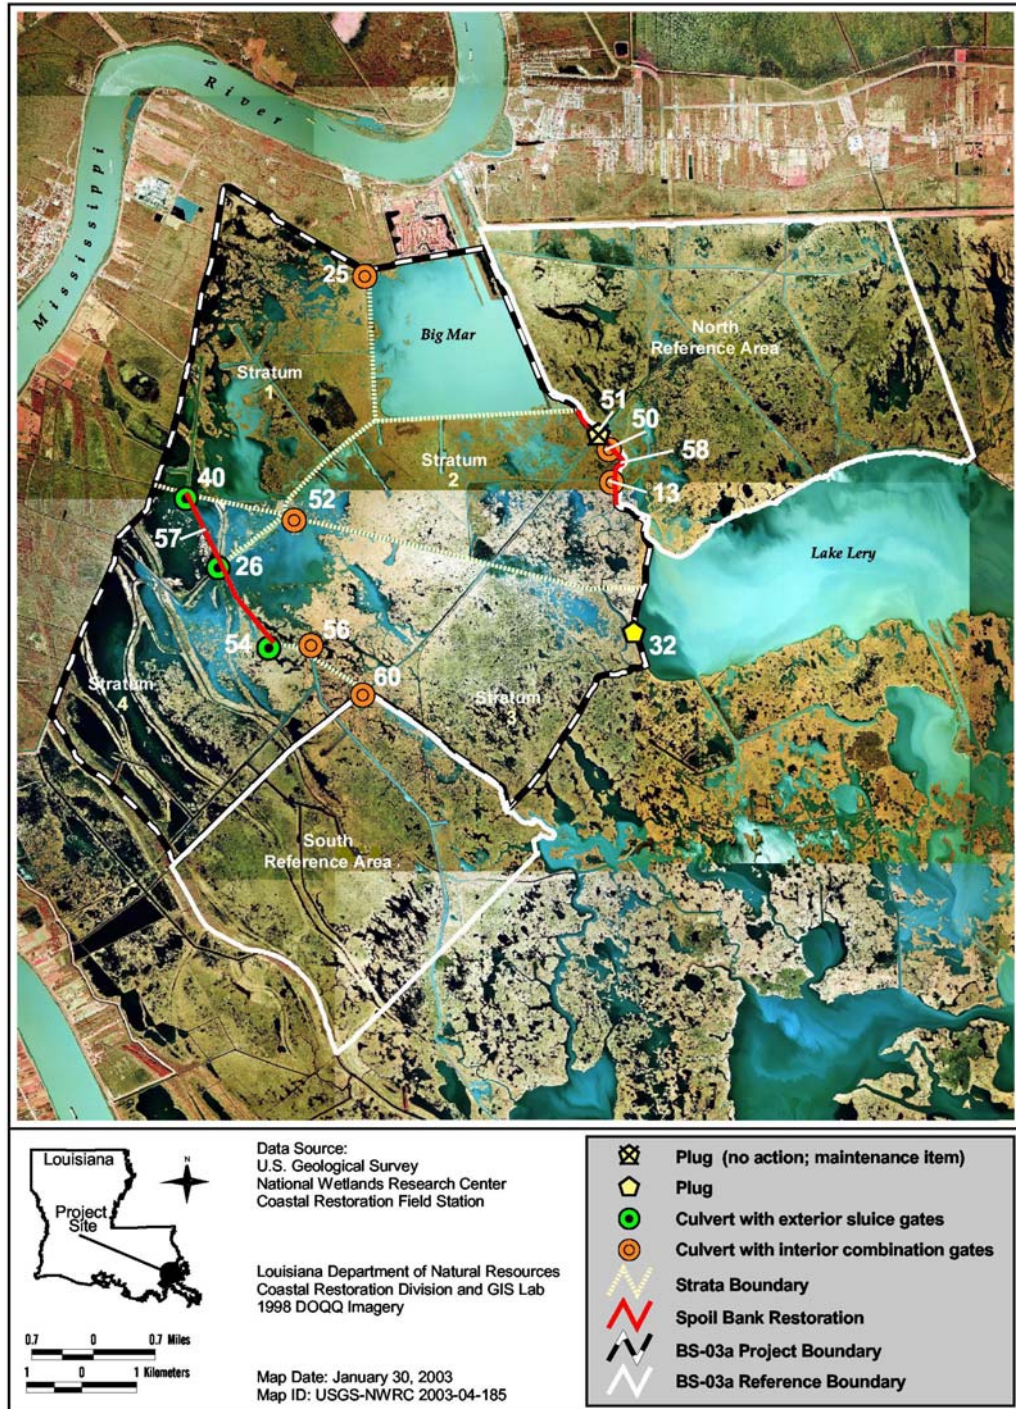 River
Mississippi
25
Big Mar
North
Reference Area
Stratum
1
51
50
58
Stratum
2
13
40
52
57
26
Lake Lery
56
54
32
60
Stratum
4
Stratum
3
South
Reference Area
Louisiana
N
Project
Site
0.7 0 0.7 Miles
1 0 1 Kilometers
Data Source:
U.S. Geological Survey
National Wetlands Research Center
Coastal Restoration Field Station
Louisiana Department of Natural Resources
Coastal Restoration Division and GIS Lab
1998 DOQQ Imagery
Map Date: January 30, 2003
Map ID: USGS-NWRC 2003-04-185
Plug (no action; maintenance item)
Plug
Culvert with exterior sluice gates
Culvert with interior combination gates
Strata Boundary
Spoil Bank Restoration
BS-03a Project Boundary
BS-03a Reference Boundary